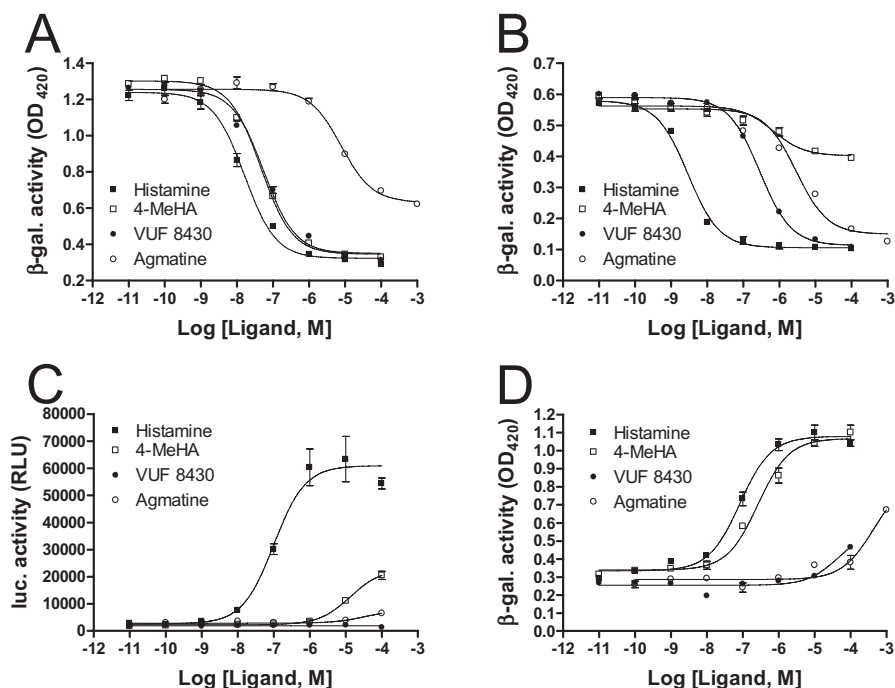 A
β-gal. activity (OD420)
1.4
1.2
1.0
0.8
0.6
0.4
0.2
Histamine
4-MeHA
VUF 8430
Agmatine
-12 -11 -10 -9 -8 -7 -6 -5 -4 -3
Log [Ligand, M]
B
β-gal. activity (OD420)
0.7
0.6
0.5
0.4
0.3
0.2
0.1
0.0
Histamine
4-MeHA
VUF 8430
Agmatine
-12 -11 -10 -9 -8 -7 -6 -5 -4 -3
Log [Ligand, M]
C
luc. activity (RLU)
80000
70000
60000
50000
40000
30000
20000
10000
0
Histamine
4-MeHA
VUF 8430
Agmatine
-12 -11 -10 -9 -8 -7 -6 -5 -4 -3
Log [Ligand, M]
D
β-gal. activity (OD420)
1.2
1.1
1.0
0.9
0.8
0.7
0.6
0.5
0.4
0.3
0.2
0.1
0.0
Histamine
4-MeHA
VUF 8430
Agmatine
-12 -11 -10 -9 -8 -7 -6 -5 -4 -3
Log [Ligand, M]